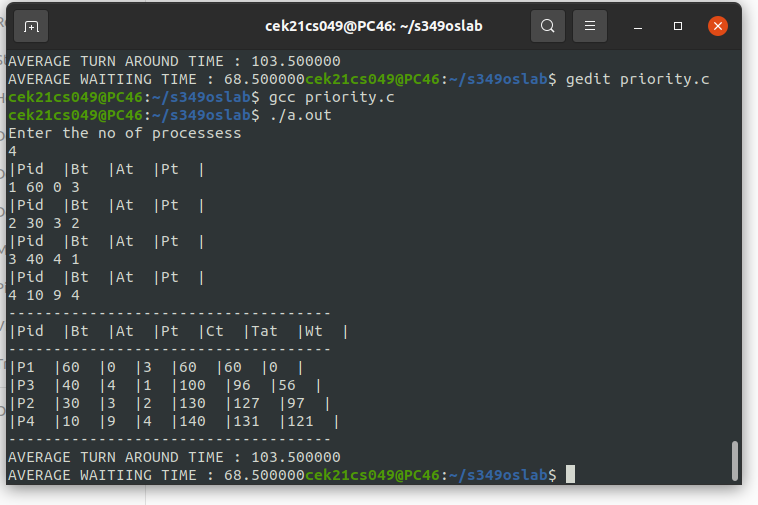 cek21cs049@PC46: ~/s349oslab
AVERAGE TURN AROUND TIME : 103.500000
AVERAGE WAITIING TIME : 68.500000cek21cs049@PC46:~/s349oslab$ gedit priority.c
cek21cs049@PC46:~/s349oslab$ gcc priority.c
cek21cs049@PC46:~/s349oslab$ ./a.out
Enter the no of processess
4
|Pid  |Bt  |At  |Pt  |
1 60 0 3
|Pid  |Bt  |At  |Pt  |
2 30 3 2
|Pid  |Bt  |At  |Pt  |
3 40 4 1
|Pid  |Bt  |At  |Pt  |
4 10 9 4
------------------------------------
|Pid  |Bt  |At  |Pt  |Ct  |Tat  |Wt  |
------------------------------------
|P1  |60  |0  |3  |60  |60  |0  |
|P3  |40  |4  |1  |100  |96  |56  |
|P2  |30  |3  |2  |130  |127  |97  |
|P4  |10  |9  |4  |140  |131  |121  |
------------------------------------
AVERAGE TURN AROUND TIME : 103.500000
AVERAGE WAITIING TIME : 68.500000cek21cs049@PC46:~/s349oslab$